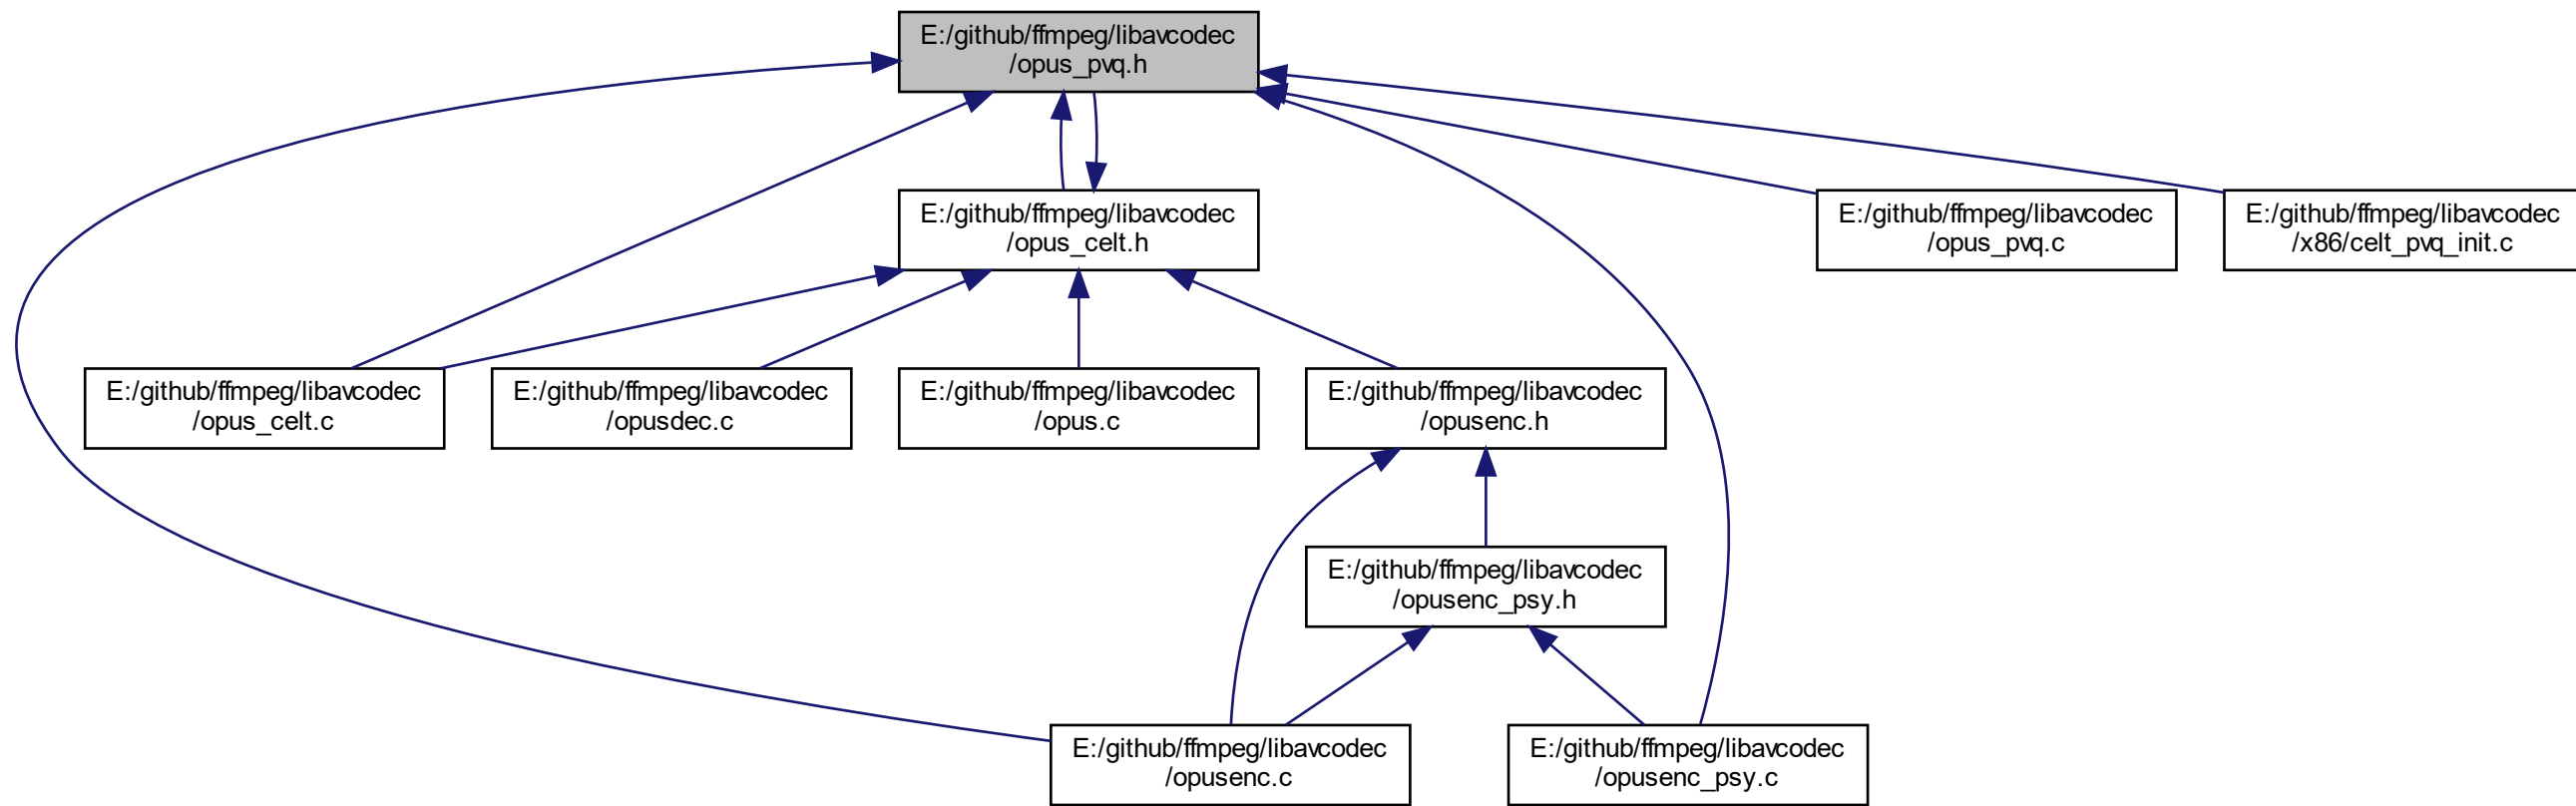 E:/github/ffmpeg/libavcodec
/opus_pvq.h
E:/github/ffmpeg/libavcodec
/opus_celt.h
E:/github/ffmpeg/libavcodec
/opus_pvq.c
E:/github/ffmpeg/libavcodec
/x86/celt_pvq_init.c
E:/github/ffmpeg/libavcodec
/opus_celt.c
E:/github/ffmpeg/libavcodec
/opusdec.c
E:/github/ffmpeg/libavcodec
/opus.c
E:/github/ffmpeg/libavcodec
/opusenc.h
E:/github/ffmpeg/libavcodec
/opusenc_psy.h
E:/github/ffmpeg/libavcodec
/opusenc.c
E:/github/ffmpeg/libavcodec
/opusenc_psy.c